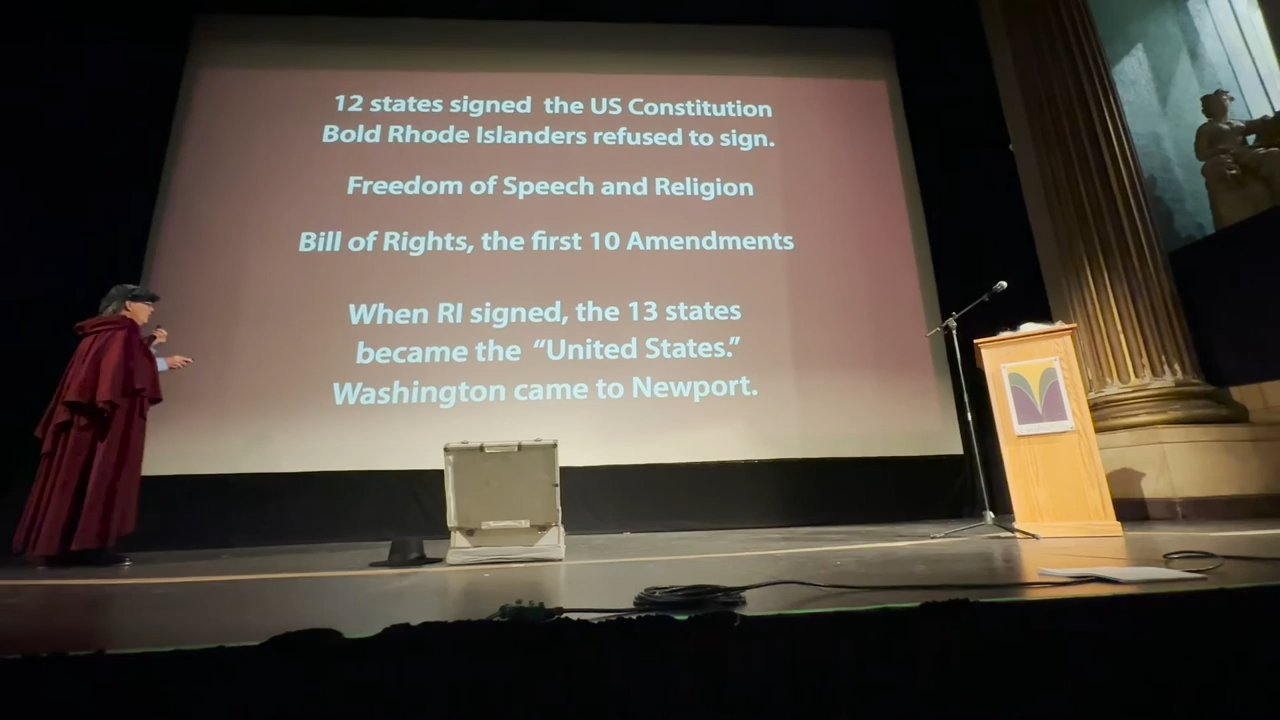 12 states signed the US Constitution
Bold Rhode Islanders refused to sign.
Freedom of Speech and Religion
Bill of Rights, the first 10 Amendments
When RI signed, the 13 states
became the “United States.”
Washington came to Newport.